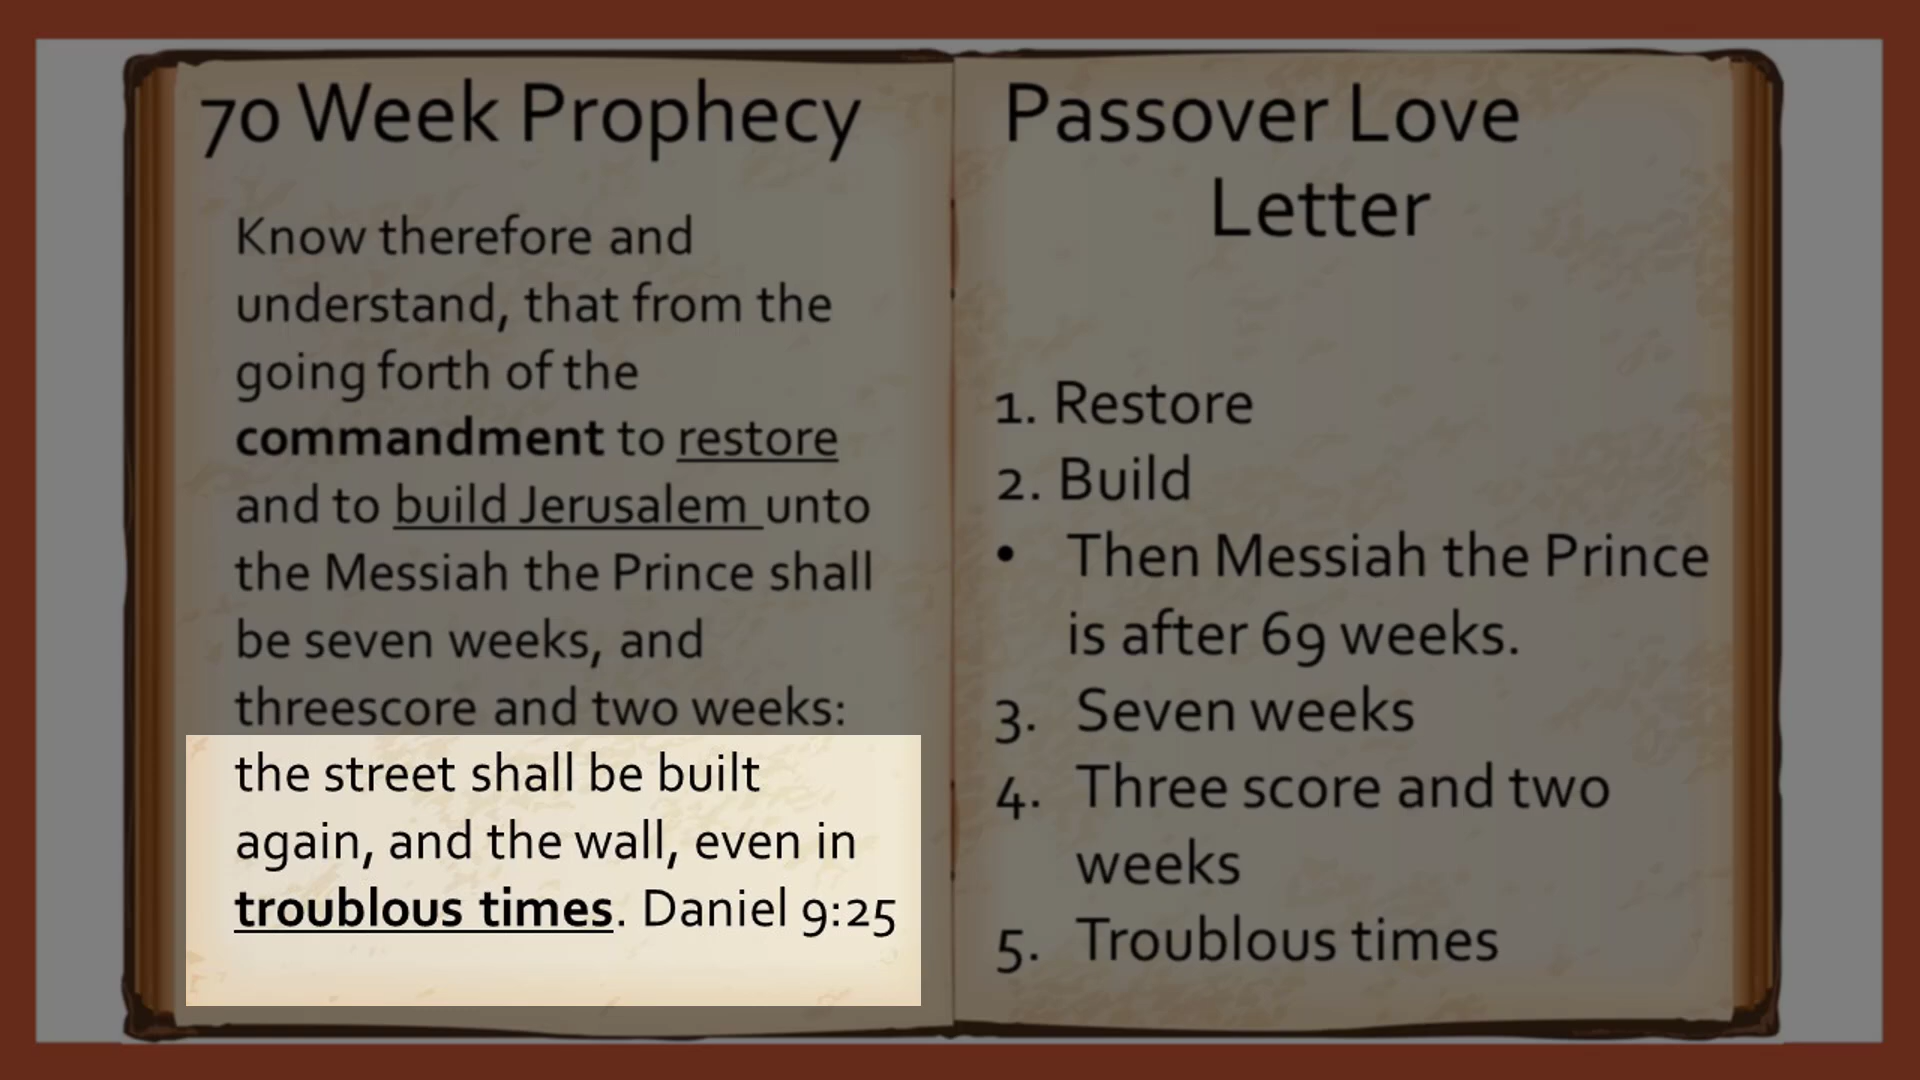 70 Week Prophecy
Know therefore and
understand, that from the
going forth of the
commandment to restore
and to build Jerusalem unto
the Messiah the Prince shall
be seven weeks, and
threescore and two weeks:
the street shall be built
again, and the wall, even in
troublous times. Daniel 9:25
Passover Love
Letter
1. Restore
2. Build
• Then Messiah the Prince
is after 69 weeks.
3. Seven weeks
4. Three score and two
weeks
5. Troublous times